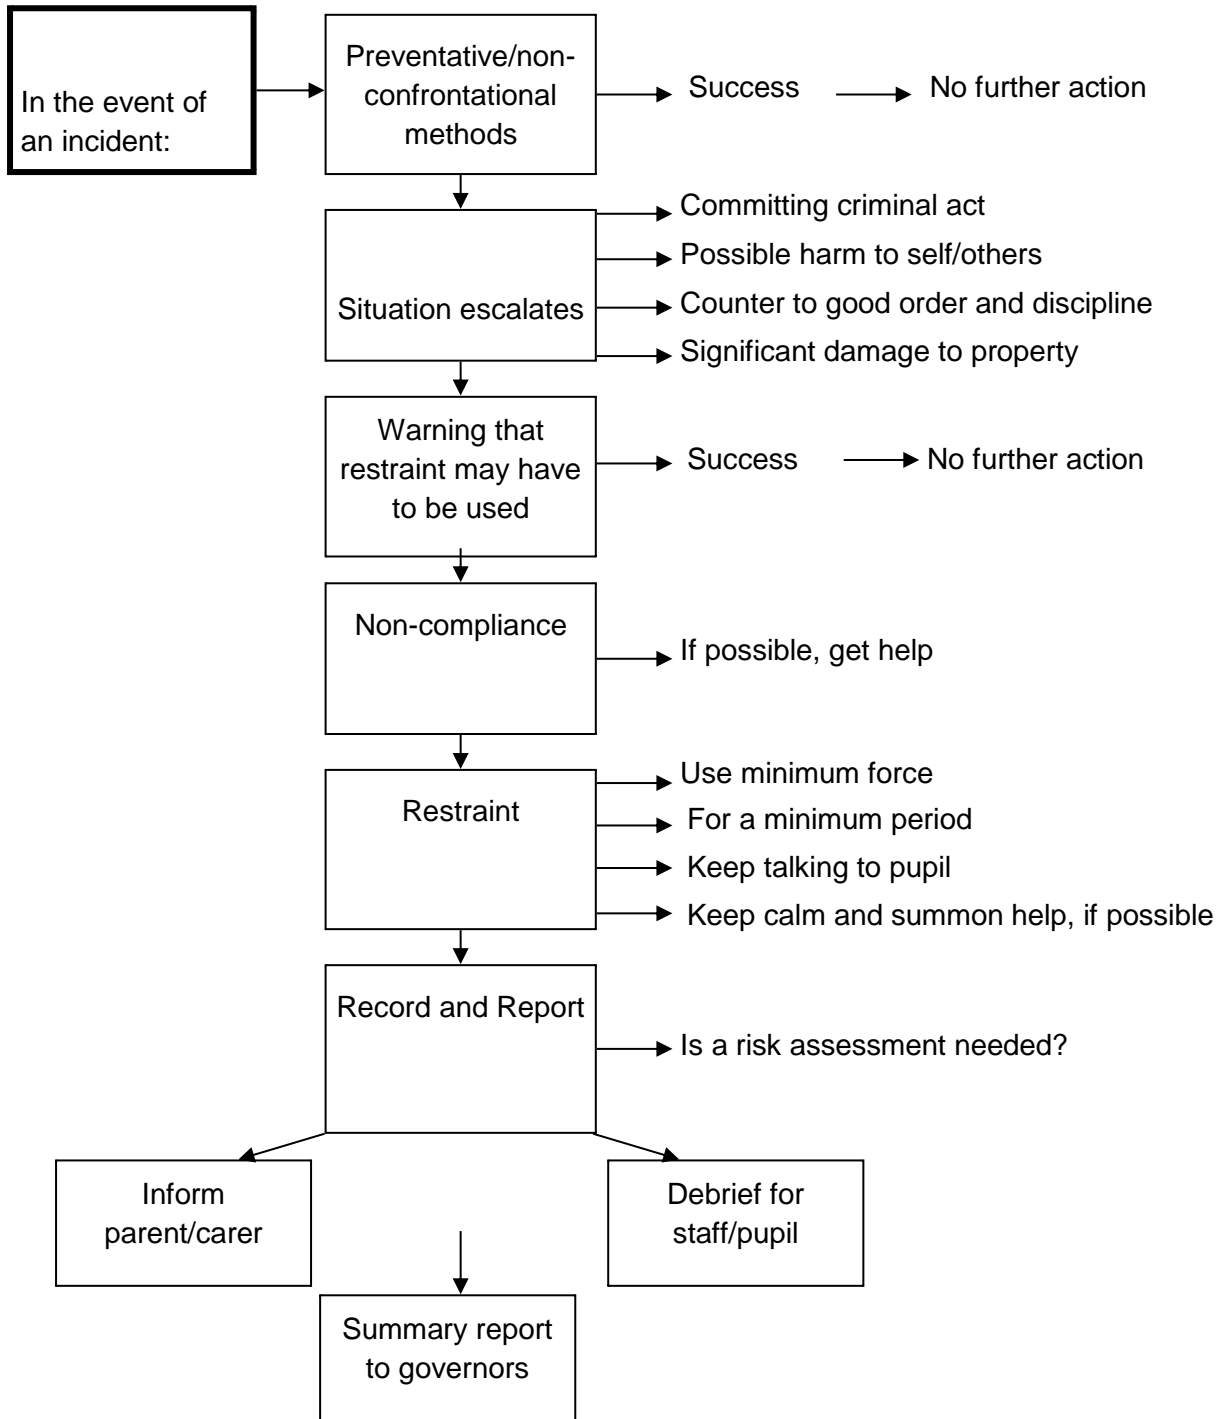 In the event of
an incident:
Preventative/non-
confrontational
methods
Success
No further action
Situation escalates
Committing criminal act
Possible harm to self/others
Counter to good order and discipline
Significant damage to property
Warning that
restraint may have
to be used
Success
No further action
Non-compliance
If possible, get help
Restraint
Use minimum force
For a minimum period
Keep talking to pupil
Keep calm and summon help, if possible
Record and Report
Is a risk assessment needed?
Inform
parent/carer
Debrief for
staff/pupil
Summary report
to governors